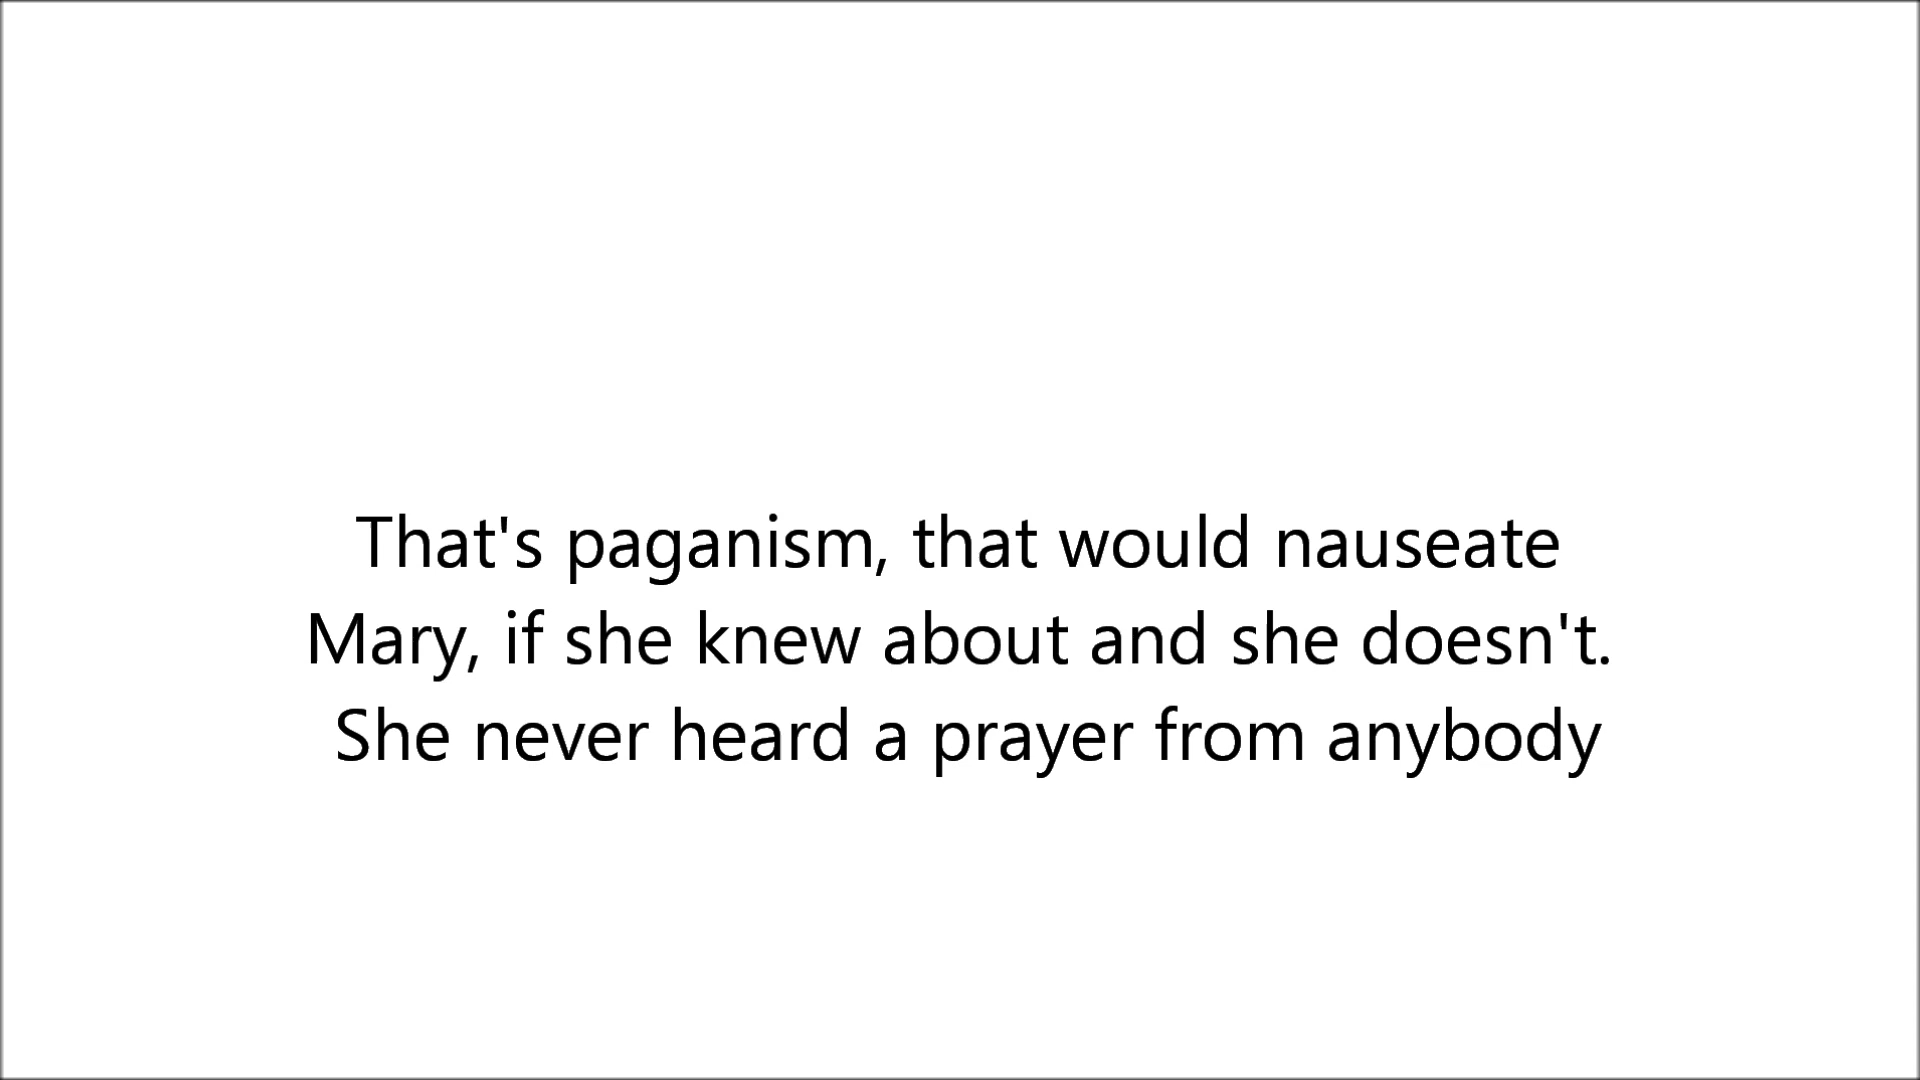 That's paganism, that would nauseate
Mary, if she knew about and she doesn't.
She never heard a prayer from anybody